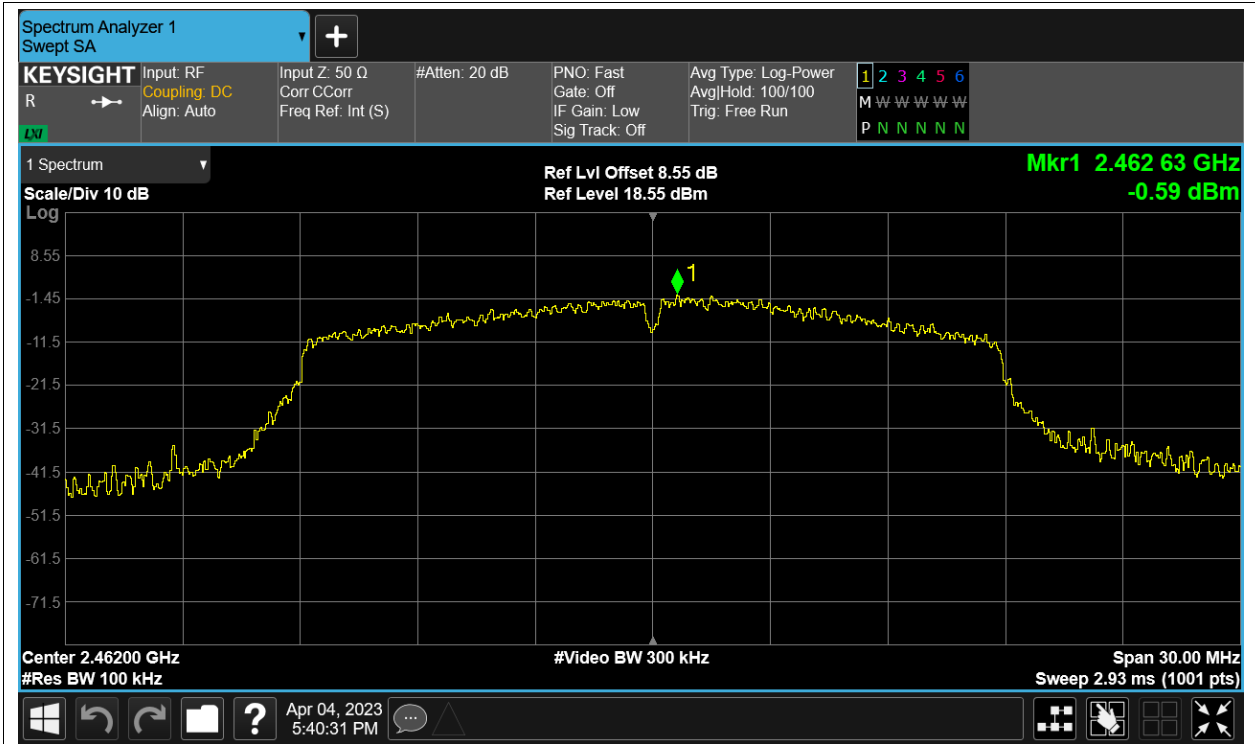 Spectrum Analyzer 1
Swept SA
KEYSIGHT
R
LXI
Input: RF
Coupling: DC
Align: Auto
Input Z: 50 Ω
Corr CCorr
Freq Ref: Int (S)
#Atten: 20 dB
PNO: Fast
Gate: Off
IF Gain: Low
Sig Track: Off
Avg Type: Log-Power
Avg|Hold: 100/100
Trig: Free Run
1 2 3 4 5 6
M W W W W W
P N N N N N
1 Spectrum
Scale/Div 10 dB
Log
Ref Lvl Offset 8.55 dB
Ref Level 18.55 dBm
Mkr1 2.462 63 GHz
-0.59 dBm
1
8.55
-1.45
-11.5
-21.5
-31.5
-41.5
-51.5
-61.5
-71.5
Center 2.46200 GHz
#Res BW 100 kHz
#Video BW 300 kHz
Span 30.00 MHz
Sweep 2.93 ms (1001 pts)
?
Apr 04, 2023
5:40:31 PM